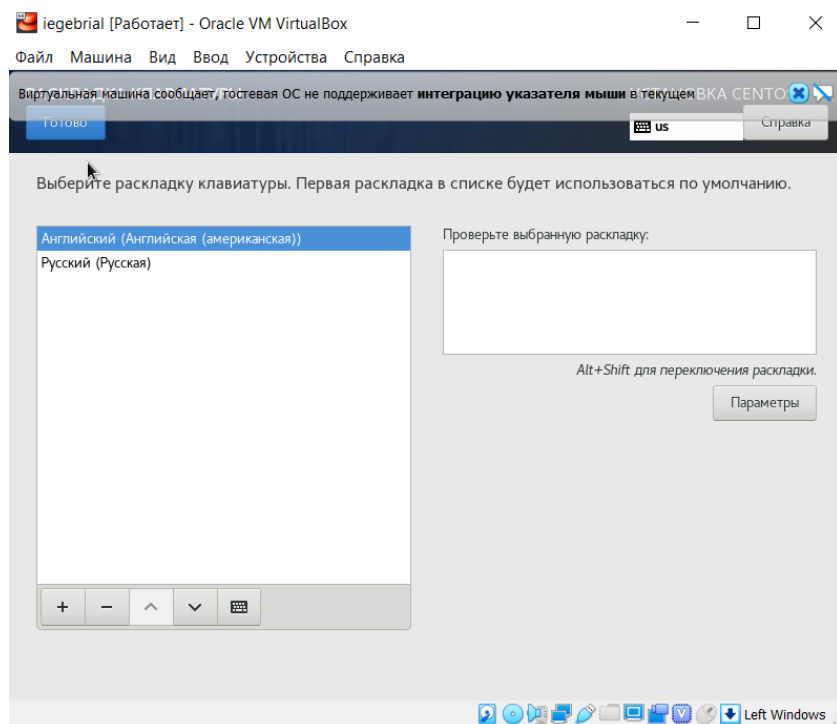 iegebrial [Работает] - Oracle VM VirtualBox
Файл Машина Вид Ввод Устройства Справка
Виртуальная машина сообщает, гостевая ОС не поддерживает интеграцию указателя мыши в текущем
ВКА CENTO
Готово
us
Справка
Выберите раскладку клавиатуры. Первая раскладка в списке будет использоваться по умолчанию.
Английский (Английская (американская))
Русский (Русская)
Проверьте выбранную раскладку:
Alt+Shift для переключения раскладки.
Параметры
Left Windows